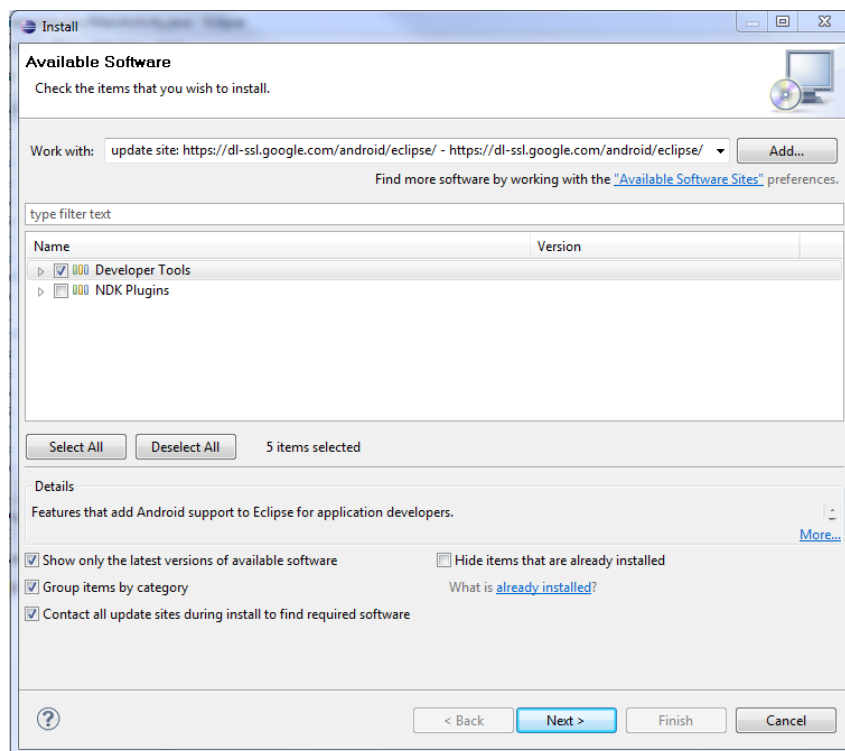 Install
Available Software
Check the items that you wish to install.
Work with: update site: https://dl-ssl.google.com/android/eclipse/ - https://dl-ssl.google.com/android/eclipse/ Add...
Find more software by working with the "Available Software Sites" preferences.
type filter text
Name Version
Developer Tools
NDK Plugins
Select All Deselect All 5 items selected
Details
Features that add Android support to Eclipse for application developers.
More...
Show only the latest versions of available software Hide items that are already installed
Group items by category What is already installed?
Contact all update sites during install to find required software
? < Back Next > Finish Cancel